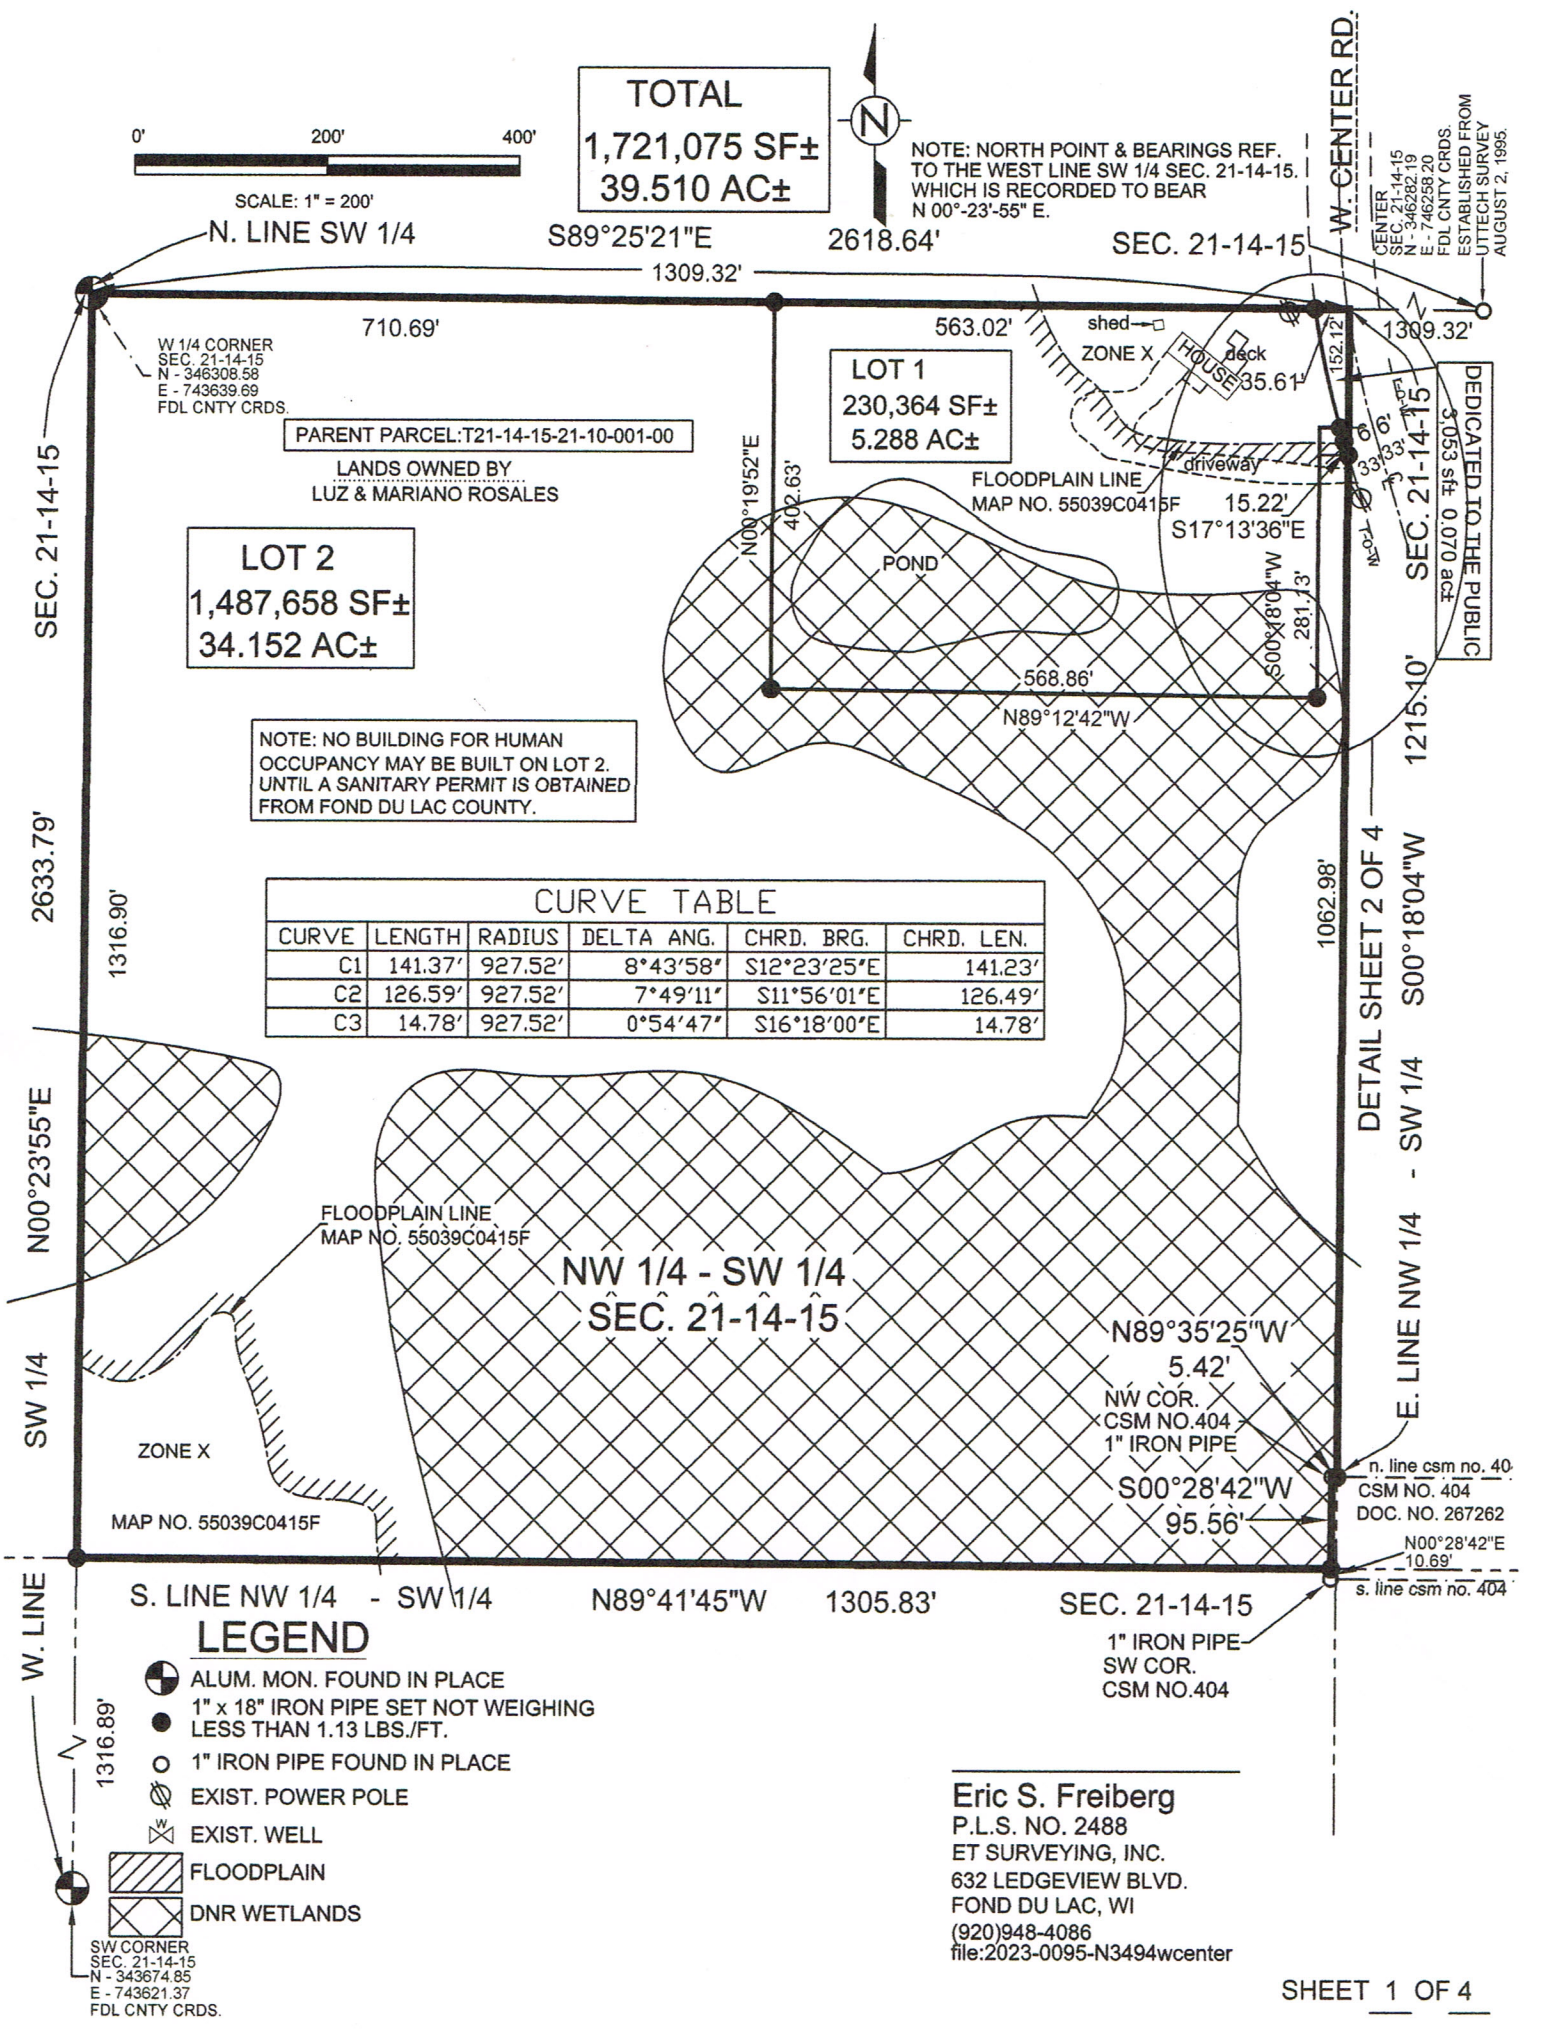 TOTAL
1,721,075 SF±
39.510 AC±
0' 200' 400'
SCALE: 1" = 200'
N
NOTE: NORTH POINT & BEARINGS REF.
TO THE WEST LINE SW 1/4 SEC. 21-14-15.
WHICH IS RECORDED TO BEAR
N 00°-23'-55" E.
W. CENTER RD.
CENTER
SEC. 21-14-15
N - 346282.19
E - 746258.20
FDL CNTY CRDS.
ESTABLISHED FROM
UTTECH SURVEY
AUGUST 2, 1995.
N. LINE SW 1/4 S89°25'21"E 2618.64' SEC. 21-14-15
1309.32'
1309.32'
710.69'
563.02'
W 1/4 CORNER
SEC. 21-14-15
N - 346308.58
E - 743639.69
FDL CNTY CRDS.
PARENT PARCEL:T21-14-15-21-10-001-00
LANDS OWNED BY
LUZ & MARIANO ROSALES
LOT 1
230,364 SF±
5.288 AC±
shed
ZONE X
HOUSE
deck
35.61'
152.12'
66'
33'
33'
DEDICATED TO THE PUBLIC
3,053 sf± 0.070 ac±
driveway
FLOODPLAIN LINE
MAP NO. 55039C0415F
15.22'
S17°13'36"E
N00°19'52"E
402.63'
POND
S00°18'04"W
281.13'
568.86'
N89°12'42"W
LOT 2
1,487,658 SF±
34.152 AC±
NOTE: NO BUILDING FOR HUMAN
OCCUPANCY MAY BE BUILT ON LOT 2.
UNTIL A SANITARY PERMIT IS OBTAINED
FROM FOND DU LAC COUNTY.
CURVE TABLE
CURVE LENGTH RADIUS DELTA ANG. CHRD. BRG. CHRD. LEN.
C1 141.37' 927.52' 8°43'58" S12°23'25"E 141.23'
C2 126.59' 927.52' 7°49'11" S11°56'01"E 126.49'
C3 14.78' 927.52' 0°54'47" S16°18'00"E 14.78'
W. LINE SW 1/4 N00°23'55"E 2633.79' SEC. 21-14-15
1316.90'
1062.98'
DETAIL SHEET 2 OF 4
E. LINE NW 1/4 - SW 1/4 S00°18'04"W 1215.10' SEC. 21-14-15
FLOODPLAIN LINE
MAP NO. 55039C0415F
NW 1/4 - SW 1/4
SEC. 21-14-15
N89°35'25"W
5.42'
NW COR.
CSM NO.404
1" IRON PIPE
S00°28'42"W
95.56'
n. line csm no. 40
CSM NO. 404
DOC. NO. 267262
N00°28'42"E
10.69'
s. line csm no. 404
ZONE X
MAP NO. 55039C0415F
S. LINE NW 1/4 - SW 1/4 N89°41'45"W 1305.83' SEC. 21-14-15
1" IRON PIPE
SW COR.
CSM NO.404
1316.89'
LEGEND
ALUM. MON. FOUND IN PLACE
1" x 18" IRON PIPE SET NOT WEIGHING
LESS THAN 1.13 LBS./FT.
1" IRON PIPE FOUND IN PLACE
EXIST. POWER POLE
W
EXIST. WELL
FLOODPLAIN
DNR WETLANDS
SW CORNER
SEC. 21-14-15
N - 343674.85
E - 743621.37
FDL CNTY CRDS.
Eric S. Freiberg
P.L.S. NO. 2488
ET SURVEYING, INC.
632 LEDGEVIEW BLVD.
FOND DU LAC, WI
(920)948-4086
file:2023-0095-N3494wcenter
SHEET 1 OF 4